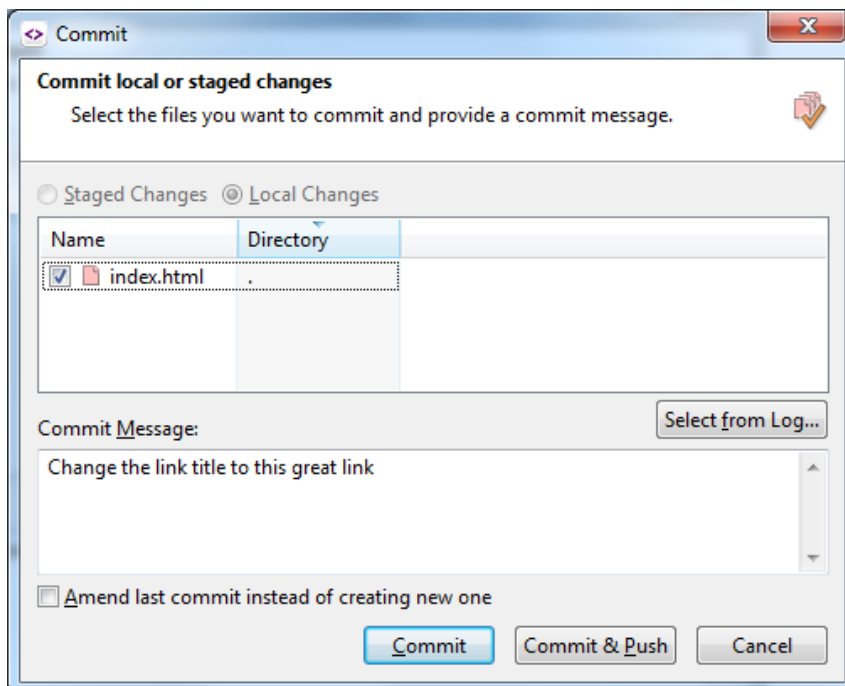 Commit
Commit local or staged changes
Select the files you want to commit and provide a commit message.
Staged Changes Local Changes
Name Directory
index.html .
Commit Message: Select from Log...
Change the link title to this great link
Amend last commit instead of creating new one
Commit Commit & Push Cancel